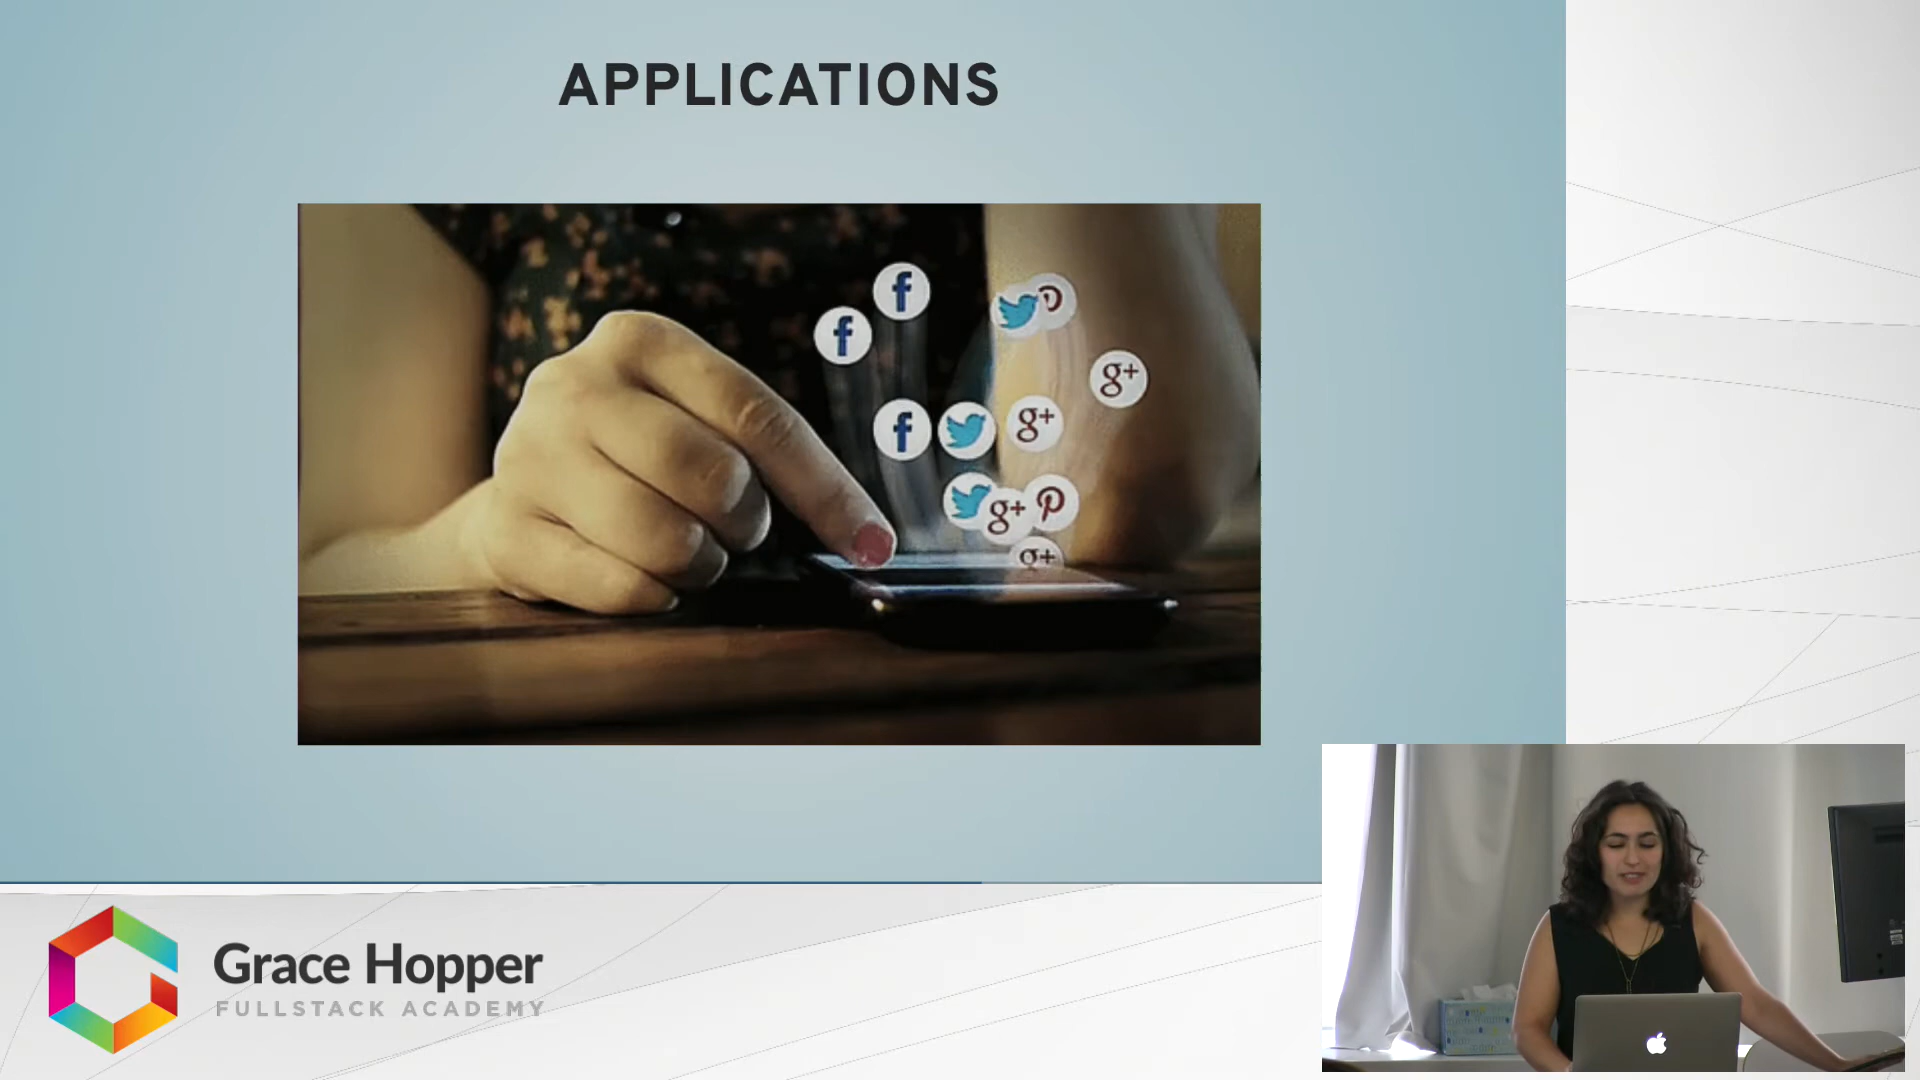 APPLICATIONS
f
f
g+
f
g+
g+
g+
Grace Hopper
FULLSTACK ACADEMY